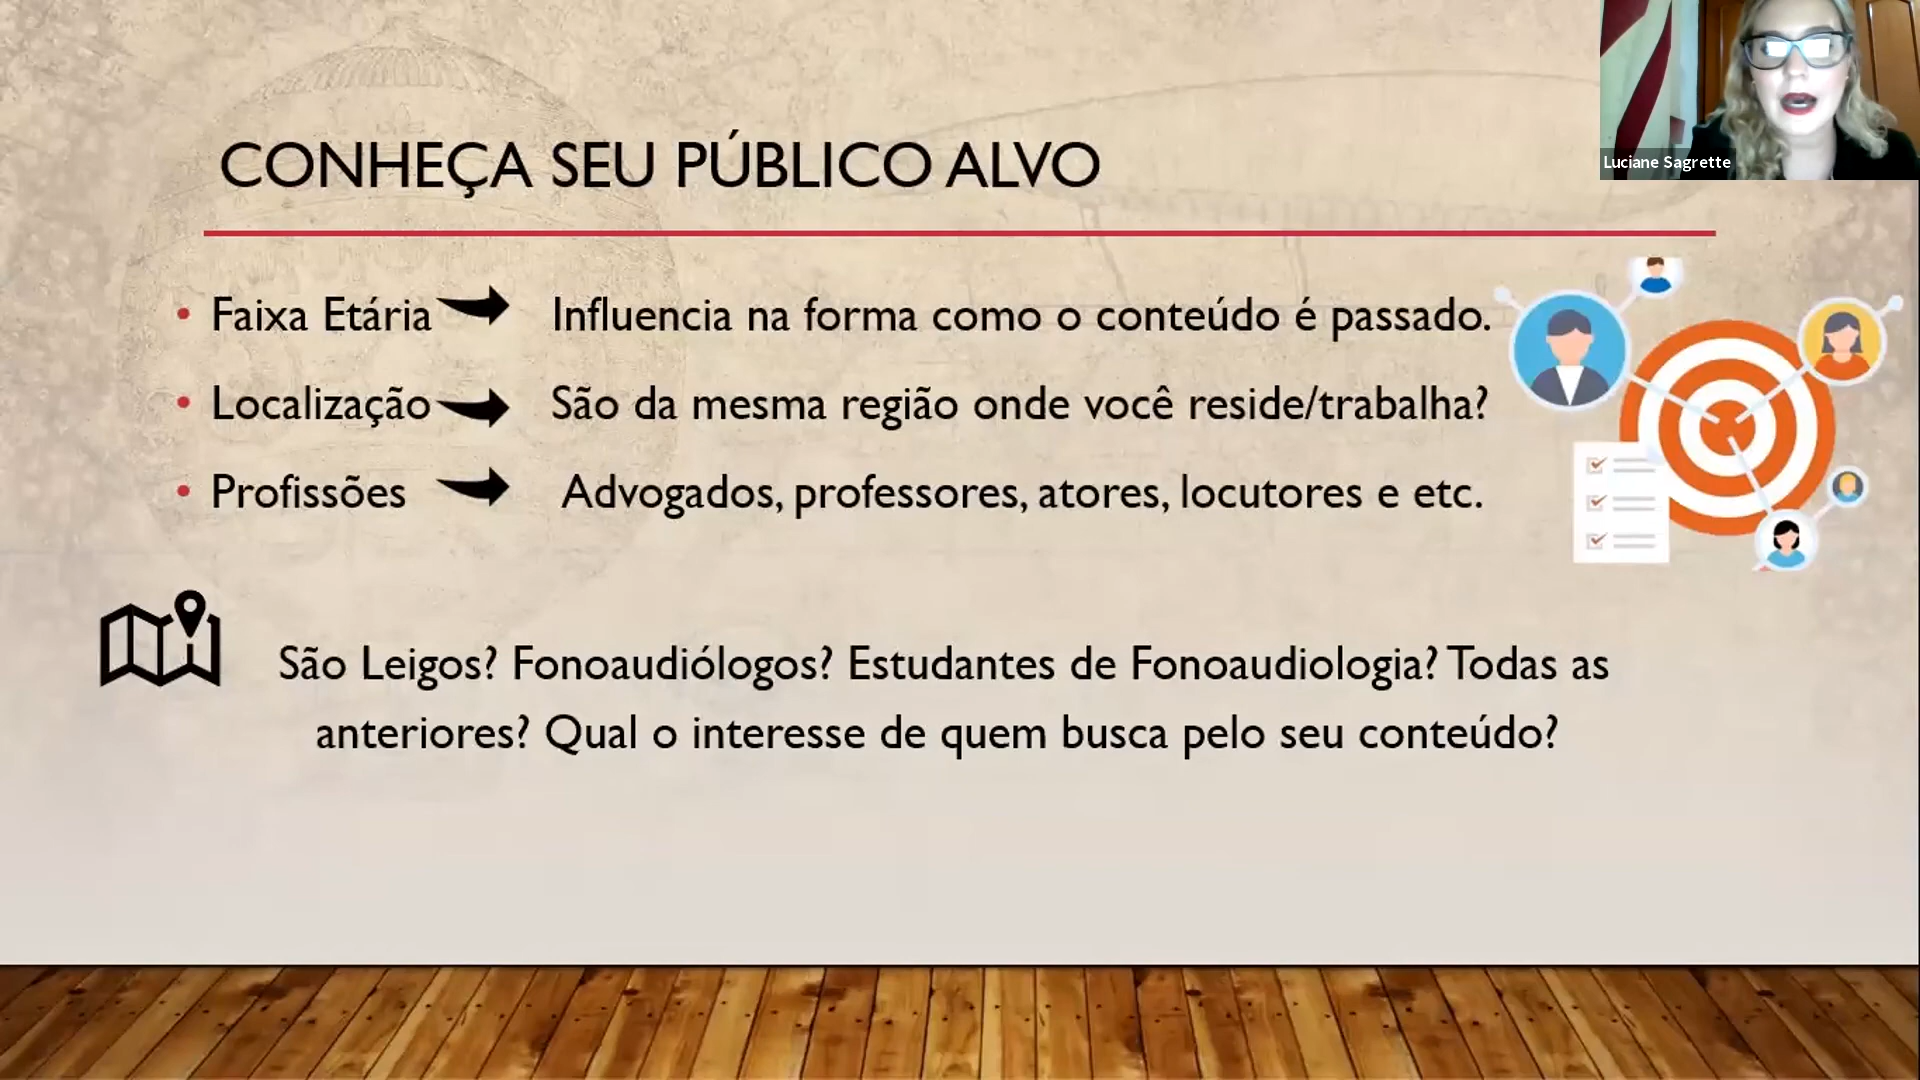 CONHEÇA SEU PÚBLICO ALVO
Luciane Sagrette
• Faixa Etária Influencia na forma como o conteúdo é passado.
• Localização São da mesma região onde você reside/trabalha?
• Profissões Advogados, professores, atores, locutores e etc.
São Leigos? Fonoaudiólogos? Estudantes de Fonoaudiologia? Todas as
anteriores? Qual o interesse de quem busca pelo seu conteúdo?